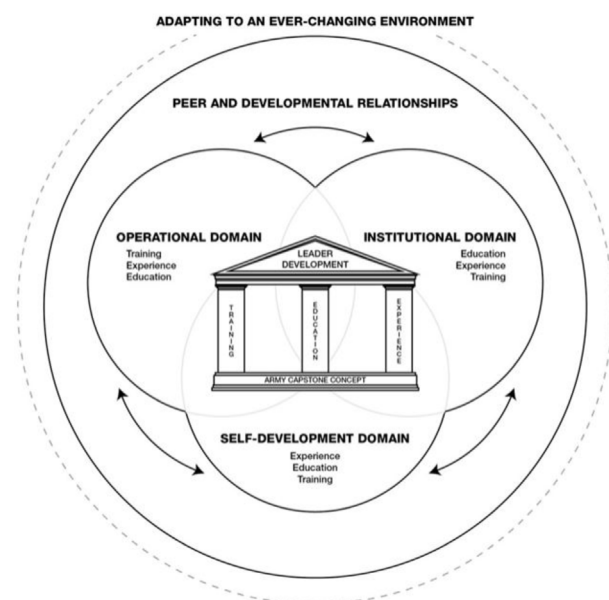 ADAPTING TO AN EVER-CHANGING ENVIRONMENT
PEER AND DEVELOPMENTAL RELATIONSHIPS
OPERATIONAL DOMAIN
Training
Experience
Education
INSTITUTIONAL DOMAIN
Education
Experience
Training
LEADER
DEVELOPMENT
TRAINING
EDUCATION
EXPERIENCE
ARMY CAPSTONE CONCEPT
SELF-DEVELOPMENT DOMAIN
Experience
Education
Training